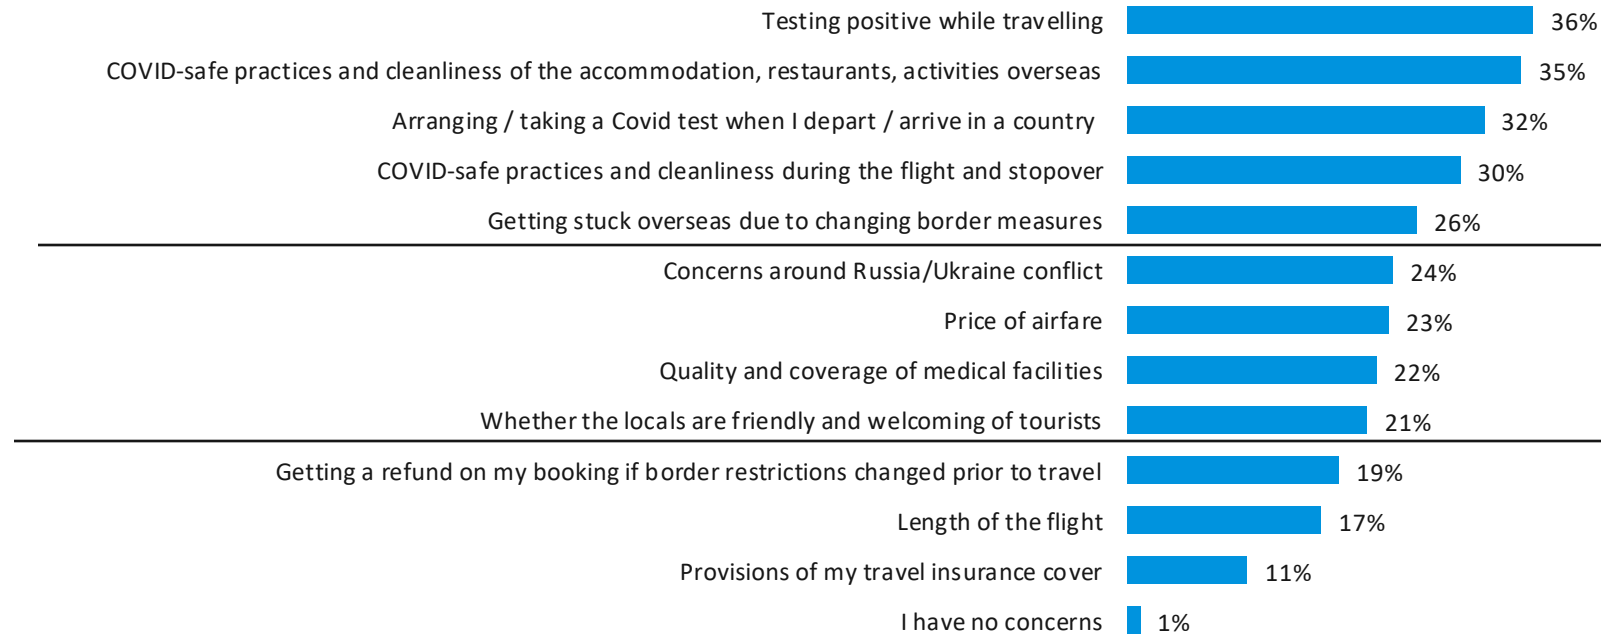 Testing positive while travelling 36%
COVID-safe practices and cleanliness of the accommodation, restaurants, activities overseas 35%
Arranging / taking a Covid test when I depart / arrive in a country 32%
COVID-safe practices and cleanliness during the flight and stopover 30%
Getting stuck overseas due to changing border measures 26%
Concerns around Russia/Ukraine conflict 24%
Price of airfare 23%
Quality and coverage of medical facilities 22%
Whether the locals are friendly and welcoming of tourists 21%
Getting a refund on my booking if border restrictions changed prior to travel 19%
Length of the flight 17%
Provisions of my travel insurance cover 11%
I have no concerns 1%